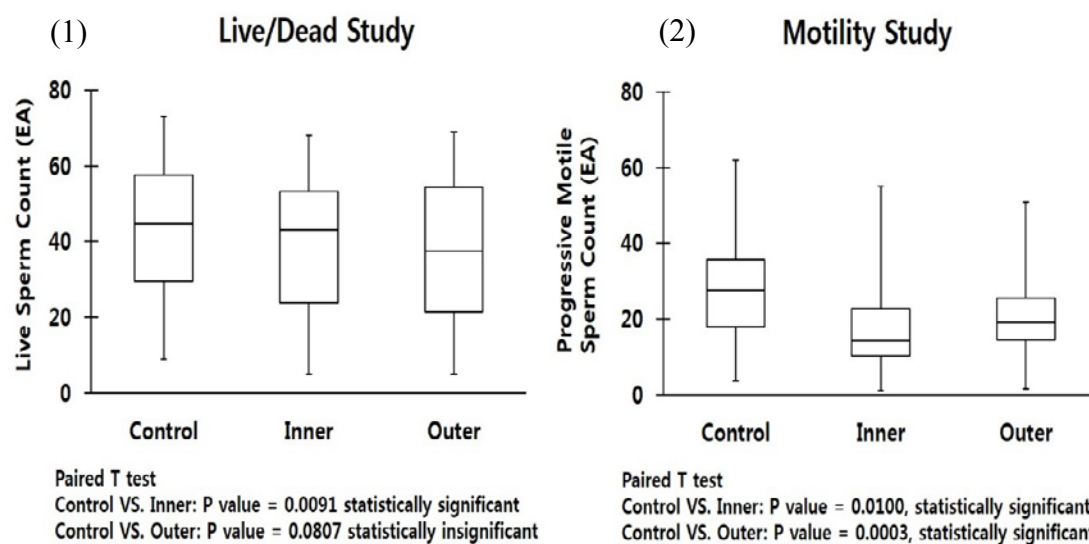 (1) Live/Dead Study
Live Sperm Count (EA)
80
60
40
20
0
Control Inner Outer
Paired T test
Control VS. Inner: P value = 0.0091 statistically significant
Control VS. Outer: P value = 0.0807 statistically insignificant
(2) Motility Study
Progressive Motile
Sperm Count (EA)
80
60
40
20
0
Control Inner Outer
Paired T test
Control VS. Inner: P value = 0.0100, statistically significant
Control VS. Outer: P value = 0.0003, statistically significant